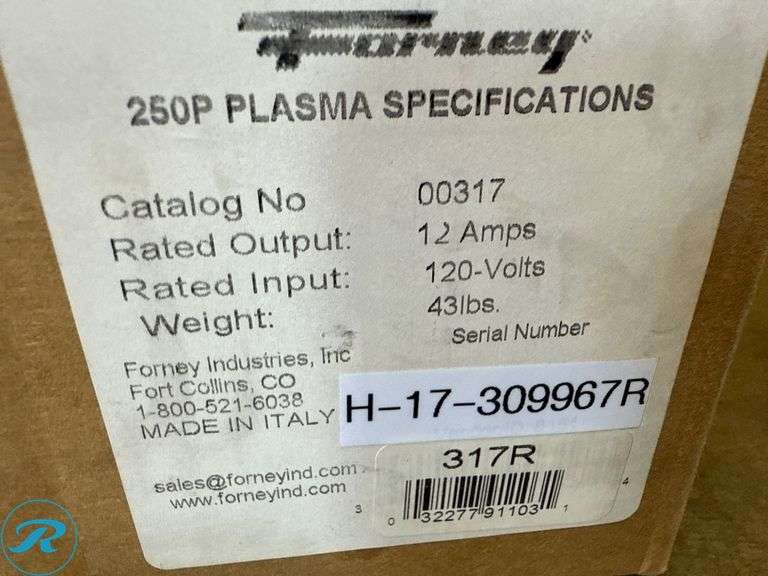 Forney
250P PLASMA SPECIFICATIONS
Catalog No 00317
Rated Output: 12 Amps
Rated Input: 120-Volts
Weight: 43lbs.
Serial Number
Forney Industries, Inc
Fort Collins, CO
1-800-521-6038
MADE IN ITALY
H-17-309967R
317R
sales@forneyind.com
www.forneyind.com
3 4
0 32277 91103 1
R